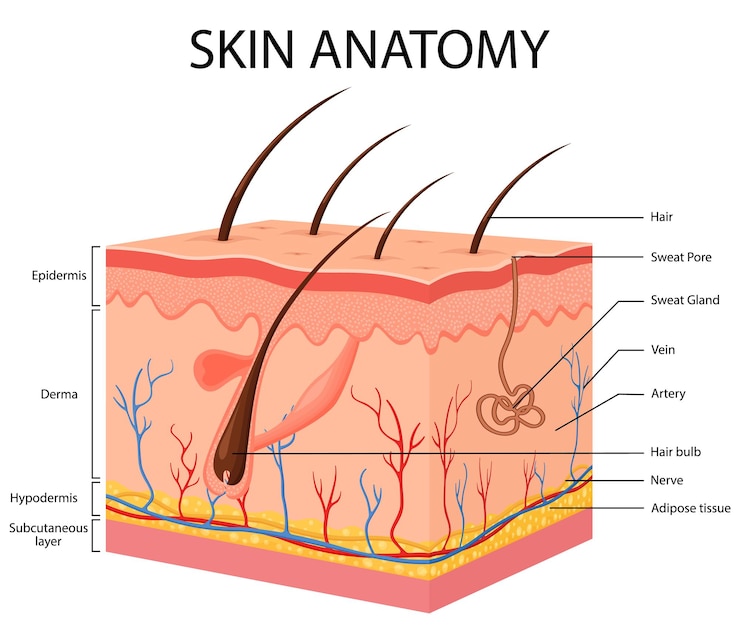 SKIN ANATOMY
Epidermis
Derma
Hypodermis
Subcutaneous
layer
Hair
Sweat Pore
Sweat Gland
Vein
Artery
Hair bulb
Nerve
Adipose tissue